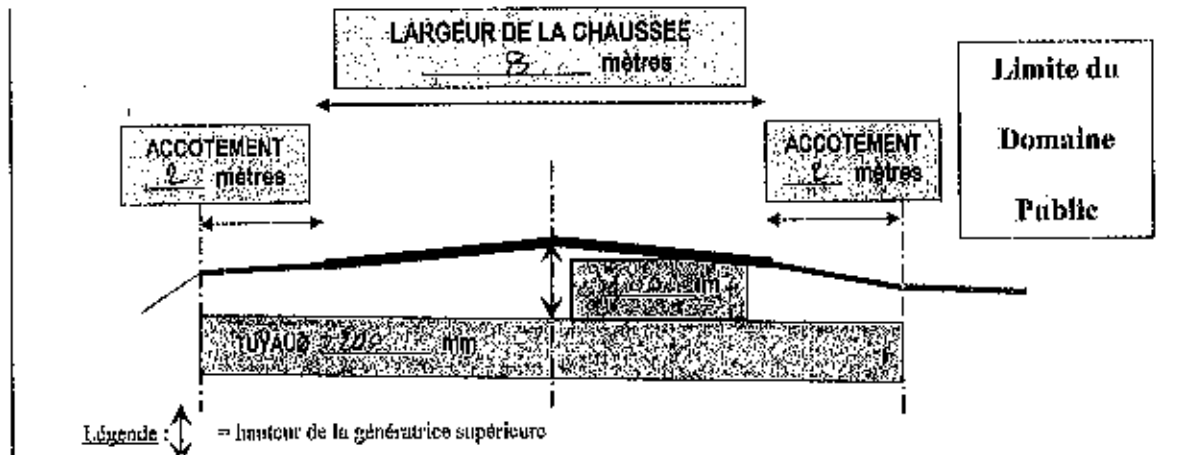 LARGEUR DE LA CHAUSSEE
8 mètres
Limite du
Domaine
Public
ACCOTEMENT
2 mètres
ACCOTEMENT
2 mètres
TUYAUØ 200 mm
Légende : = hauteur de la génératrice supérieure